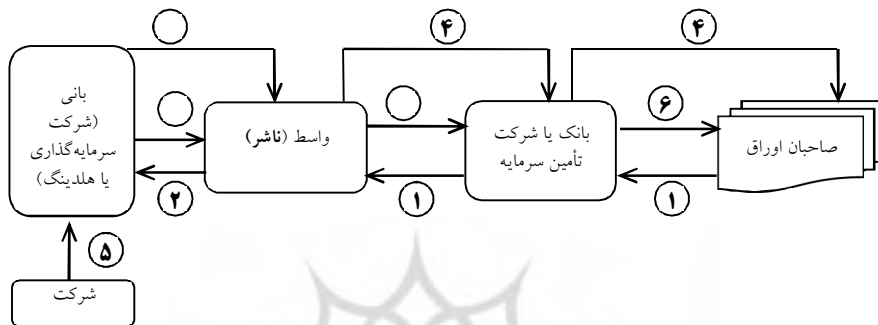 ۴
۴
بانی
(شرکت
سرمایه‌گذاری
یا هلدینگ)
واسط (ناشر)
بانک یا شرکت
تأمین سرمایه
۶
صاحبان اوراق
۲
۱
۱
۵
شرکت